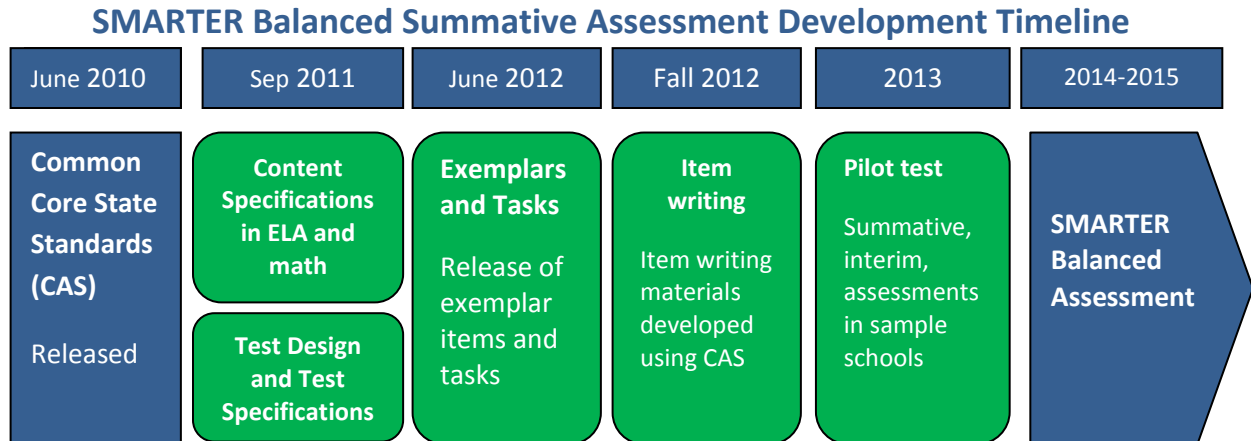 SMARTER Balanced Summative Assessment Development Timeline
June 2010
Sep 2011
June 2012
Fall 2012
2013
2014-2015
Common
Core State
Standards
(CAS)
Released
Content
Specifications
in ELA and
math
Test Design
and Test
Specifications
Exemplars
and Tasks
Release of
exemplar
items and
tasks
Item
writing
Item writing
materials
developed
using CAS
Pilot test
Summative,
interim,
assessments
in sample
schools
SMARTER
Balanced
Assessment